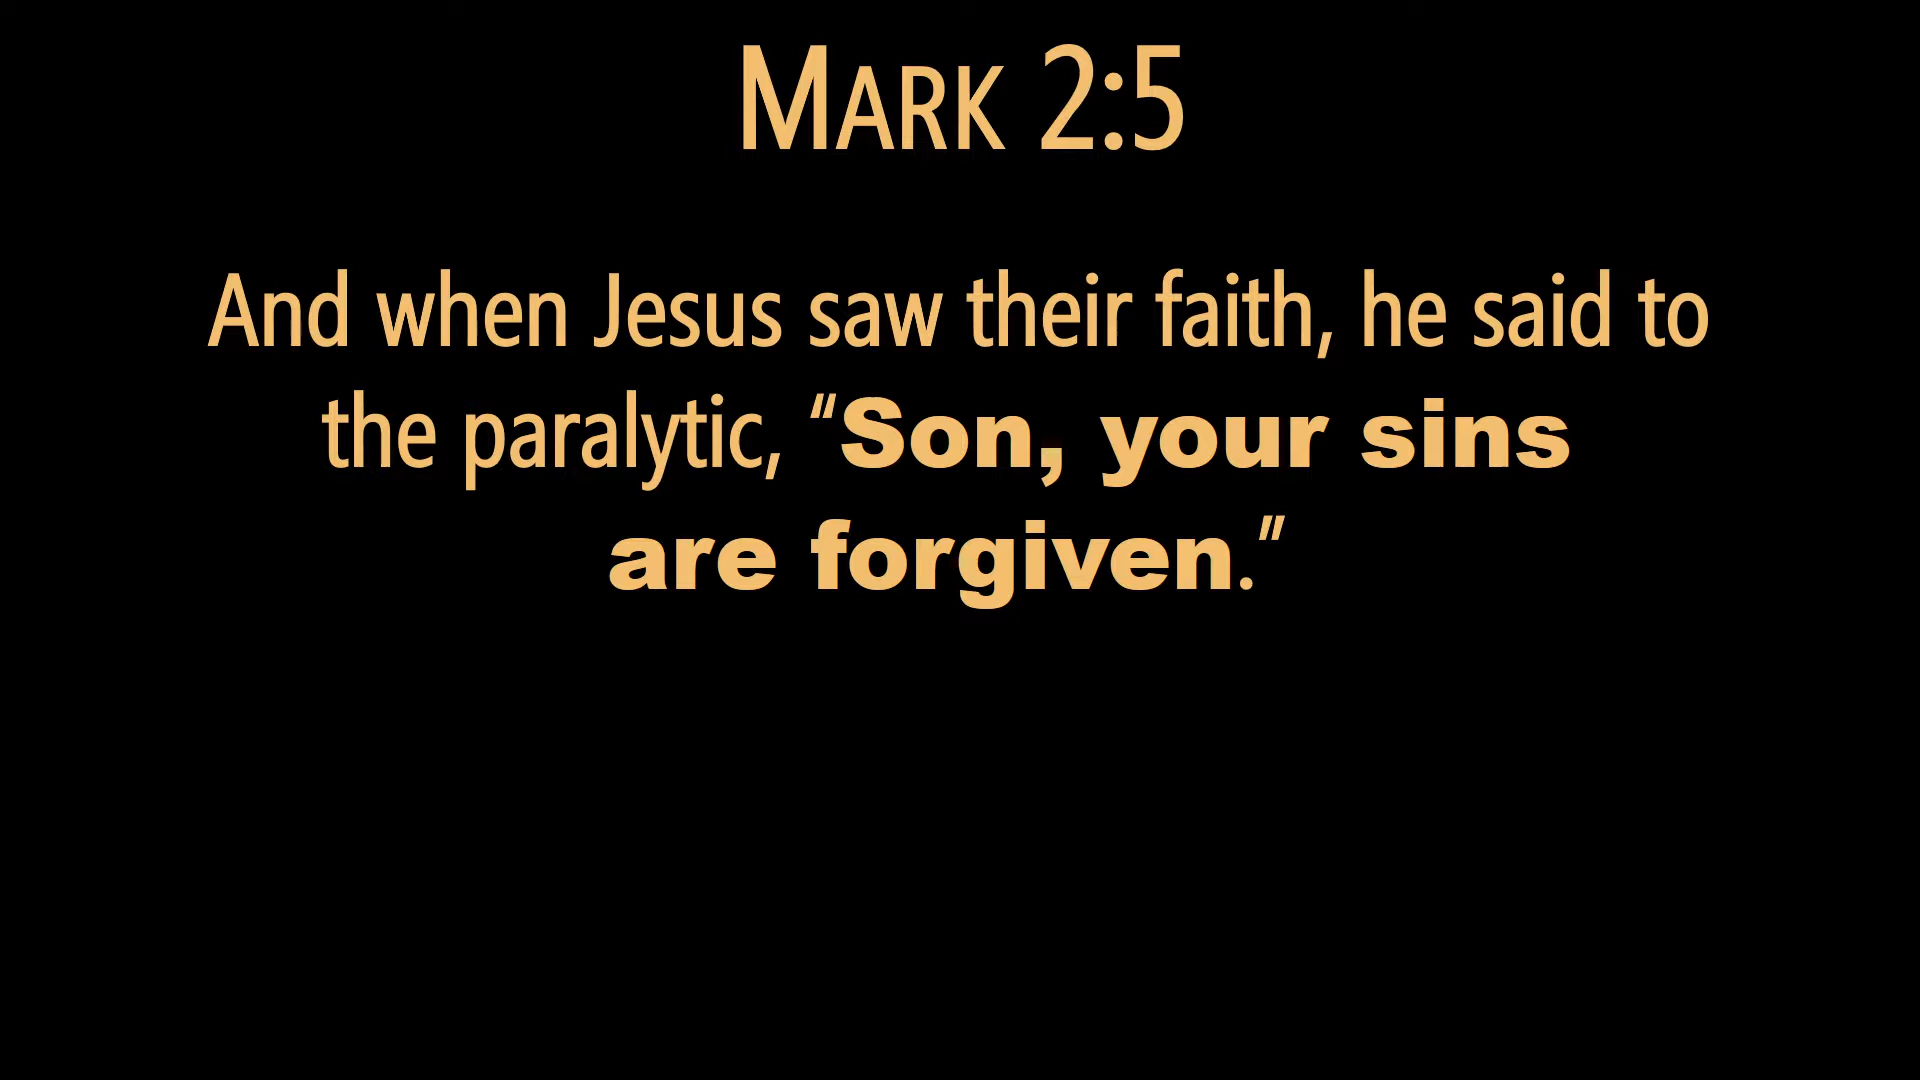 MARK 2:5
And when Jesus saw their faith, he said to
the paralytic, “Son, your sins
are forgiven.”